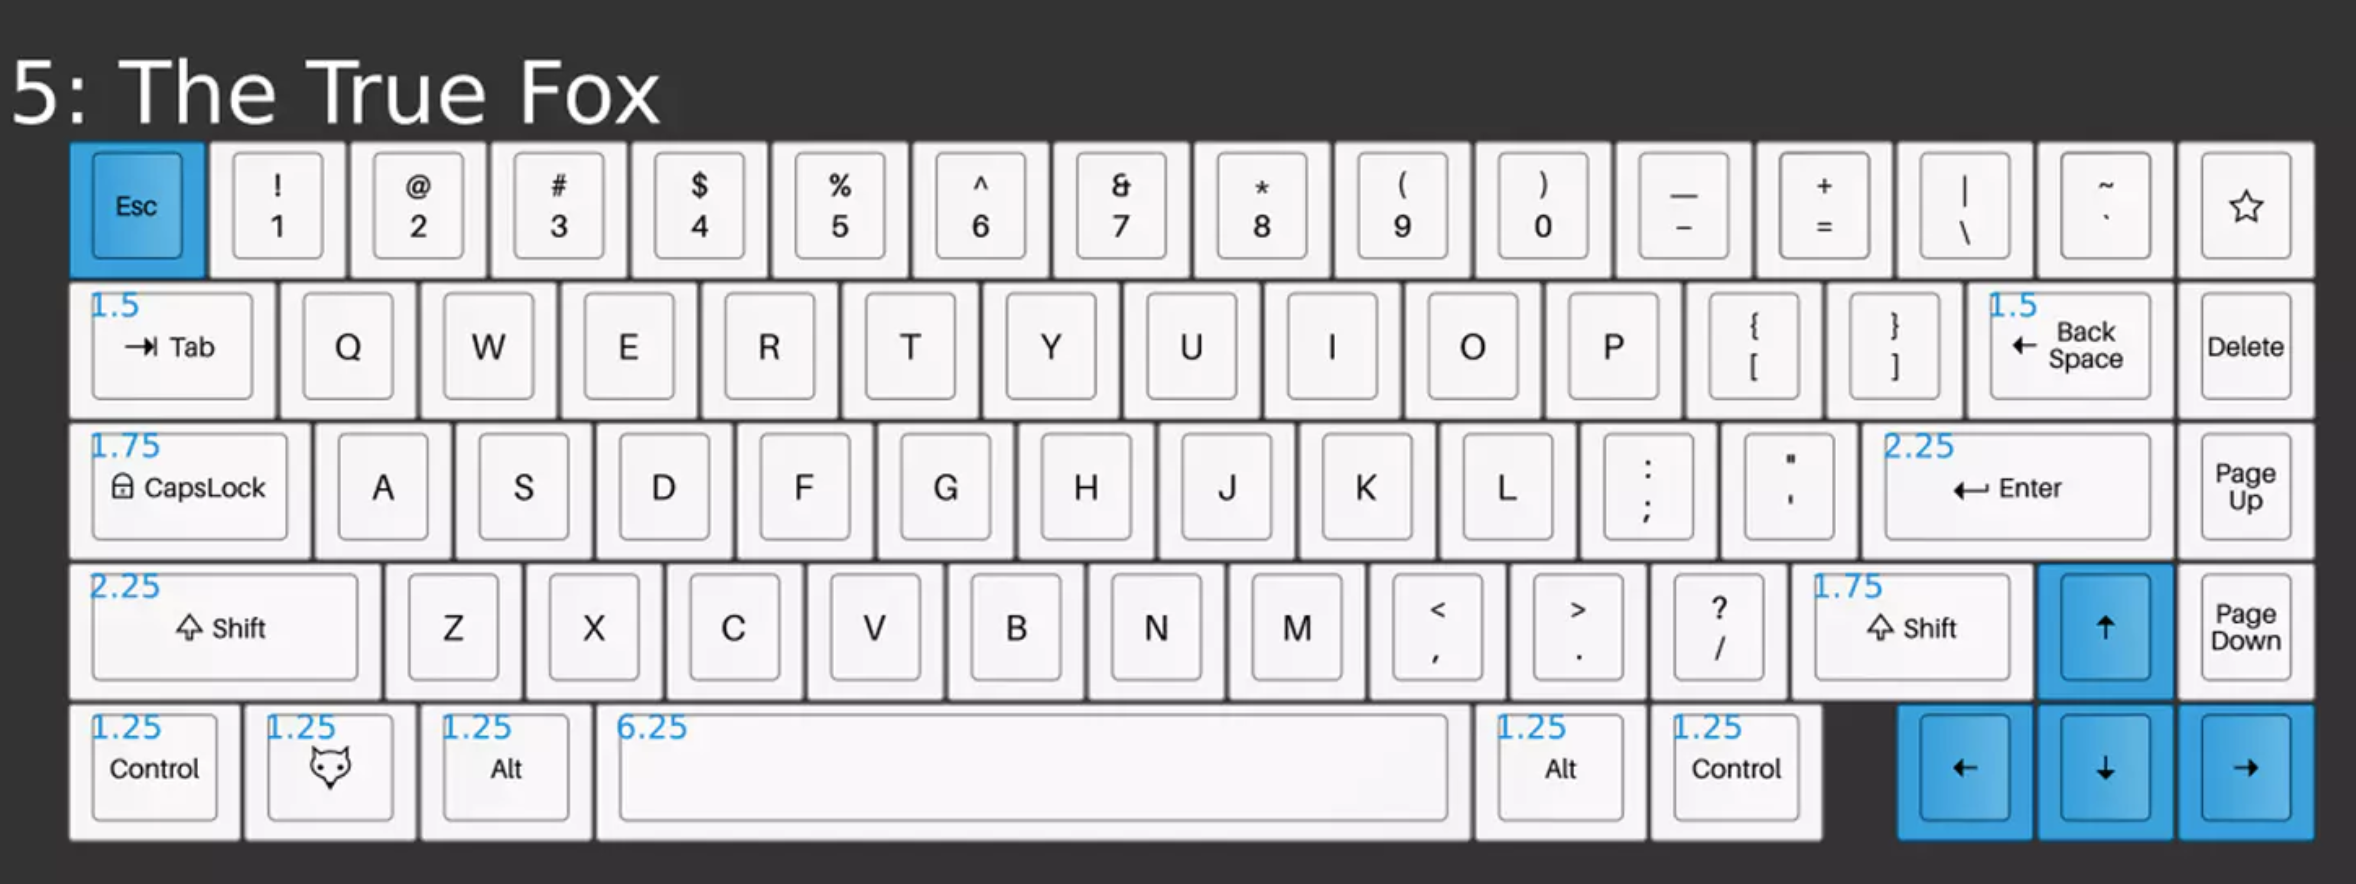 5: The True Fox
Esc ! 1 @ 2 # 3 $ 4 % 5 ^ 6 & 7 * 8 ( 9 ) 0 — – + = | \ ~ ` ☆
1.5 →| Tab Q W E R T Y U I O P { [ } ] 1.5 ← Back Space Delete
1.75 CapsLock A S D F G H J K L : ; " ' 2.25 ↵ Enter Page Up
2.25 ⇧ Shift Z X C V B N M < , > . ? / 1.75 ⇧ Shift ↑ Page Down
1.25 Control 1.25 1.25 Alt 6.25 1.25 Alt 1.25 Control ← ↓ →